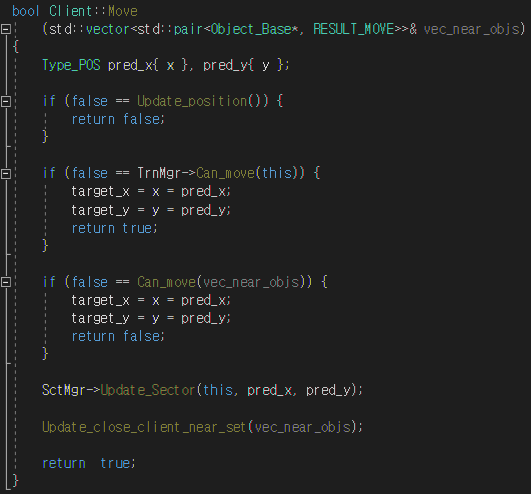 bool Client::Move
(std::vector<std::pair<Object_Base*, RESULT_MOVE>>& vec_near_objs)
{
Type_POS pred_x{ x }, pred_y{ y };
if (false == Update_position()) {
return false;
}
if (false == TrnMgr->Can_move(this)) {
target_x = x = pred_x;
target_y = y = pred_y;
return true;
}
if (false == Can_move(vec_near_objs)) {
target_x = x = pred_x;
target_y = y = pred_y;
return false;
}
SctMgr->Update_Sector(this, pred_x, pred_y);
Update_close_client_near_set(vec_near_objs);
return  true;
}